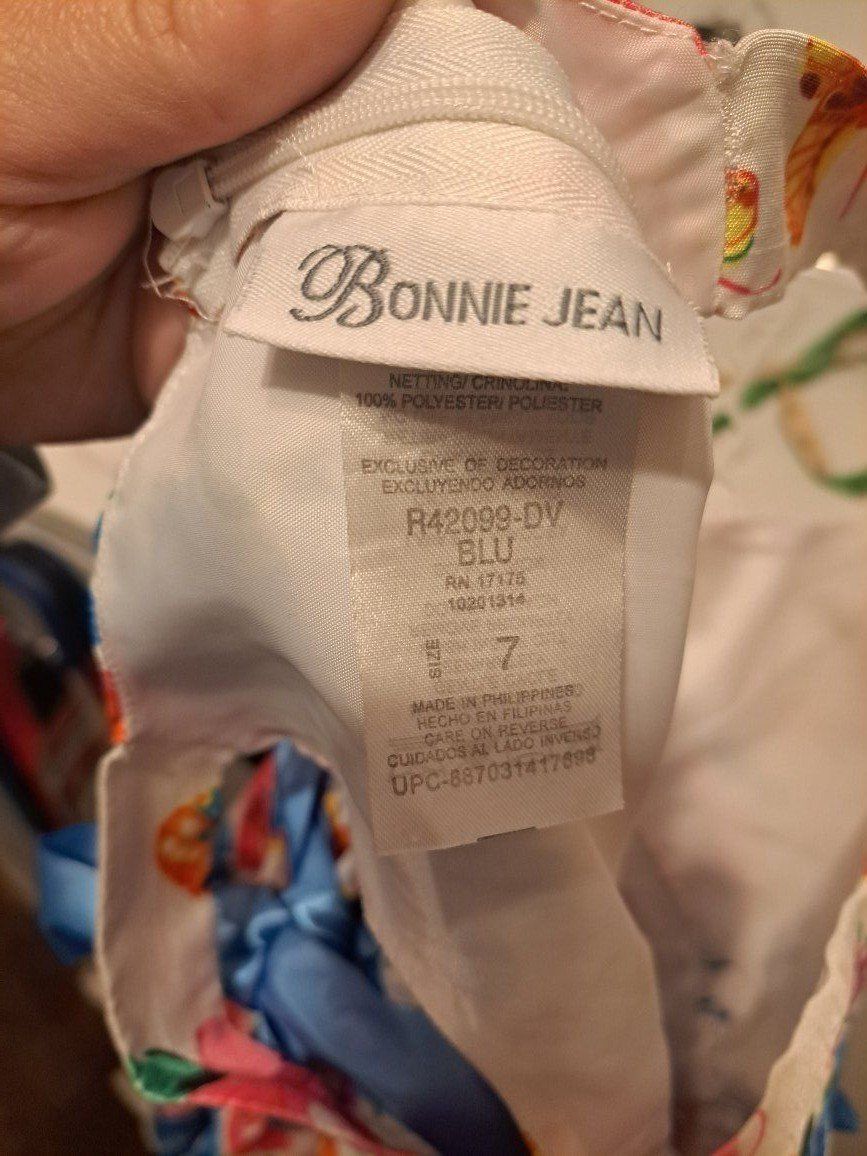 BONNIE JEAN
NETTING/ CRINOLINA:
100% POLYESTER/ POLIESTER
EXCLUSIVE OF DECORATION
EXCLUYENDO ADORNOS
R42099-DV
BLU
RN 17175
10201314
SIZE 7
MADE IN PHILIPPINES
HECHO EN FILIPINAS
CARE ON REVERSE
CUIDADOS AL LADO INVERSO